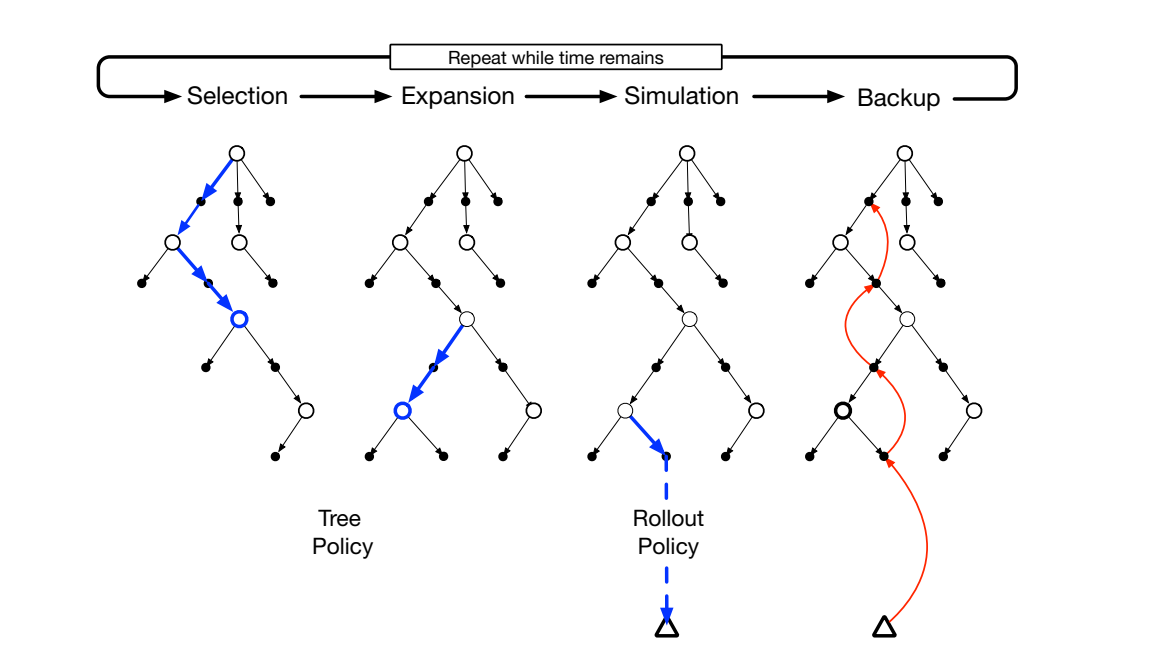 Repeat while time remains
Selection
Expansion
Simulation
Backup
Tree
Policy
Rollout
Policy